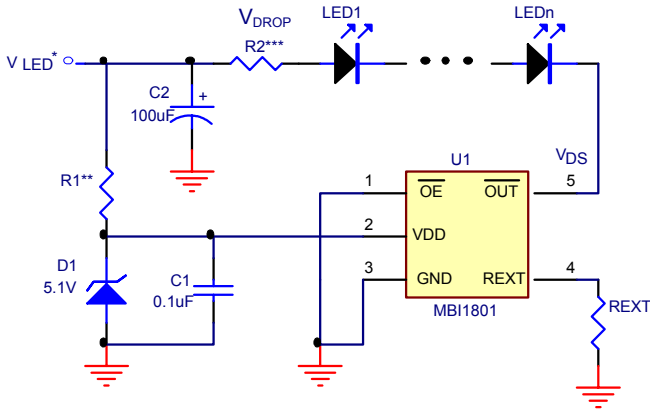 VDROP
LED1
LEDn
V LED*
R2***
C2
+
100uF
R1**
U1
VDS
1
OE
OUT
5
2
VDD
D1
5.1V
C1
0.1uF
3
GND
REXT
4
MBI1801
REXT